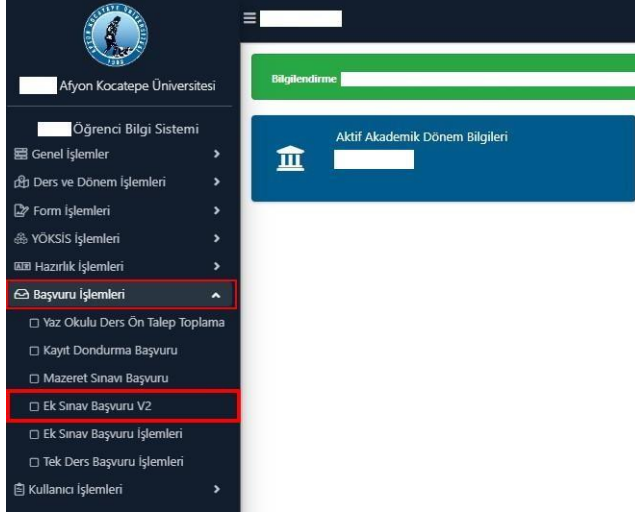 Afyon Kocatepe Üniversitesi
Öğrenci Bilgi Sistemi
Genel İşlemler
Ders ve Dönem İşlemleri
Form İşlemleri
YÖKSİS İşlemleri
Hazırlık İşlemleri
Başvuru İşlemleri
Yaz Okulu Ders Ön Talep Toplama
Kayıt Dondurma Başvuru
Mazeret Sınavı Başvuru
Ek Sınav Başvuru V2
Ek Sınav Başvuru İşlemleri
Tek Ders Başvuru İşlemleri
Kullanıcı İşlemleri
Bilgilendirme
Aktif Akademik Dönem Bilgileri